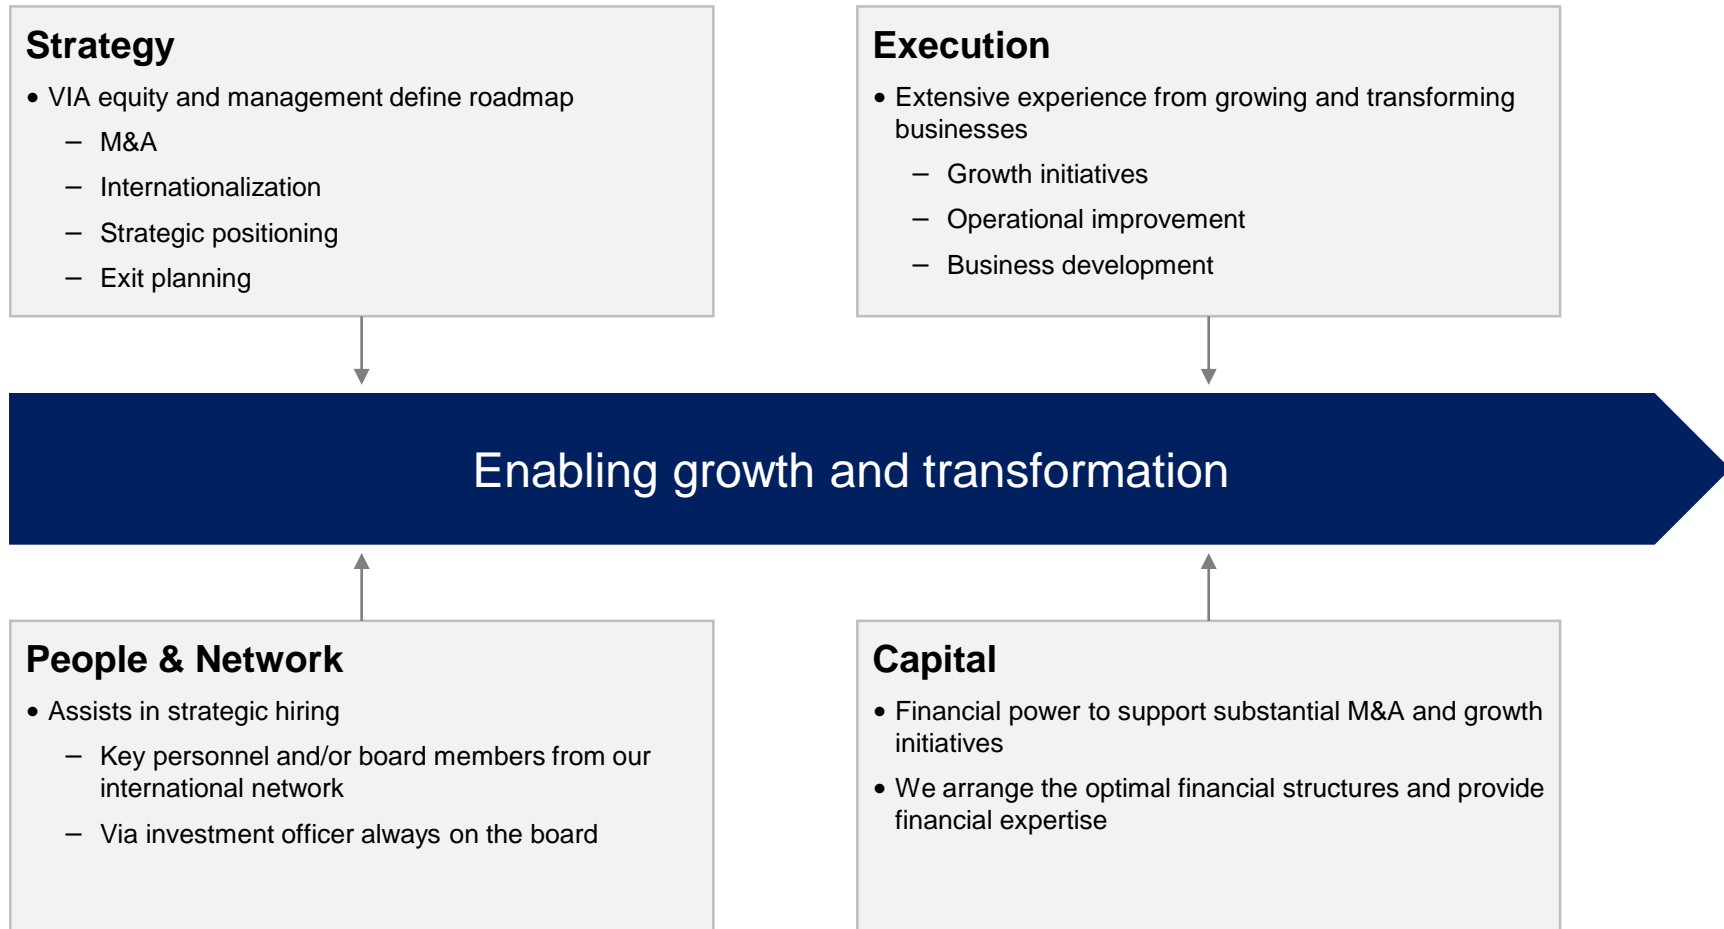 Strategy
• VIA equity and management define roadmap
– M&A
– Internationalization
– Strategic positioning
– Exit planning
Execution
• Extensive experience from growing and transforming
businesses
– Growth initiatives
– Operational improvement
– Business development
Enabling growth and transformation
People & Network
• Assists in strategic hiring
– Key personnel and/or board members from our
international network
– Via investment officer always on the board
Capital
• Financial power to support substantial M&A and growth
initiatives
• We arrange the optimal financial structures and provide
financial expertise